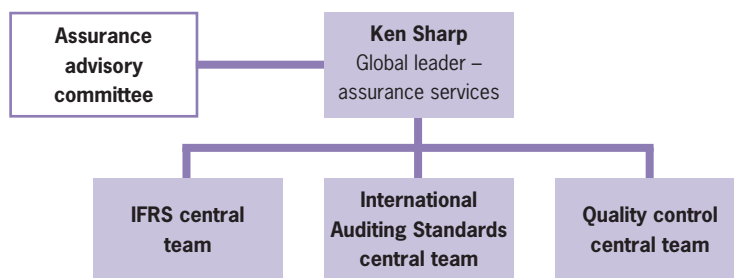 Assurance
advisory
committee
Ken Sharp
Global leader –
assurance services
IFRS central
team
International
Auditing Standards
central team
Quality control
central team